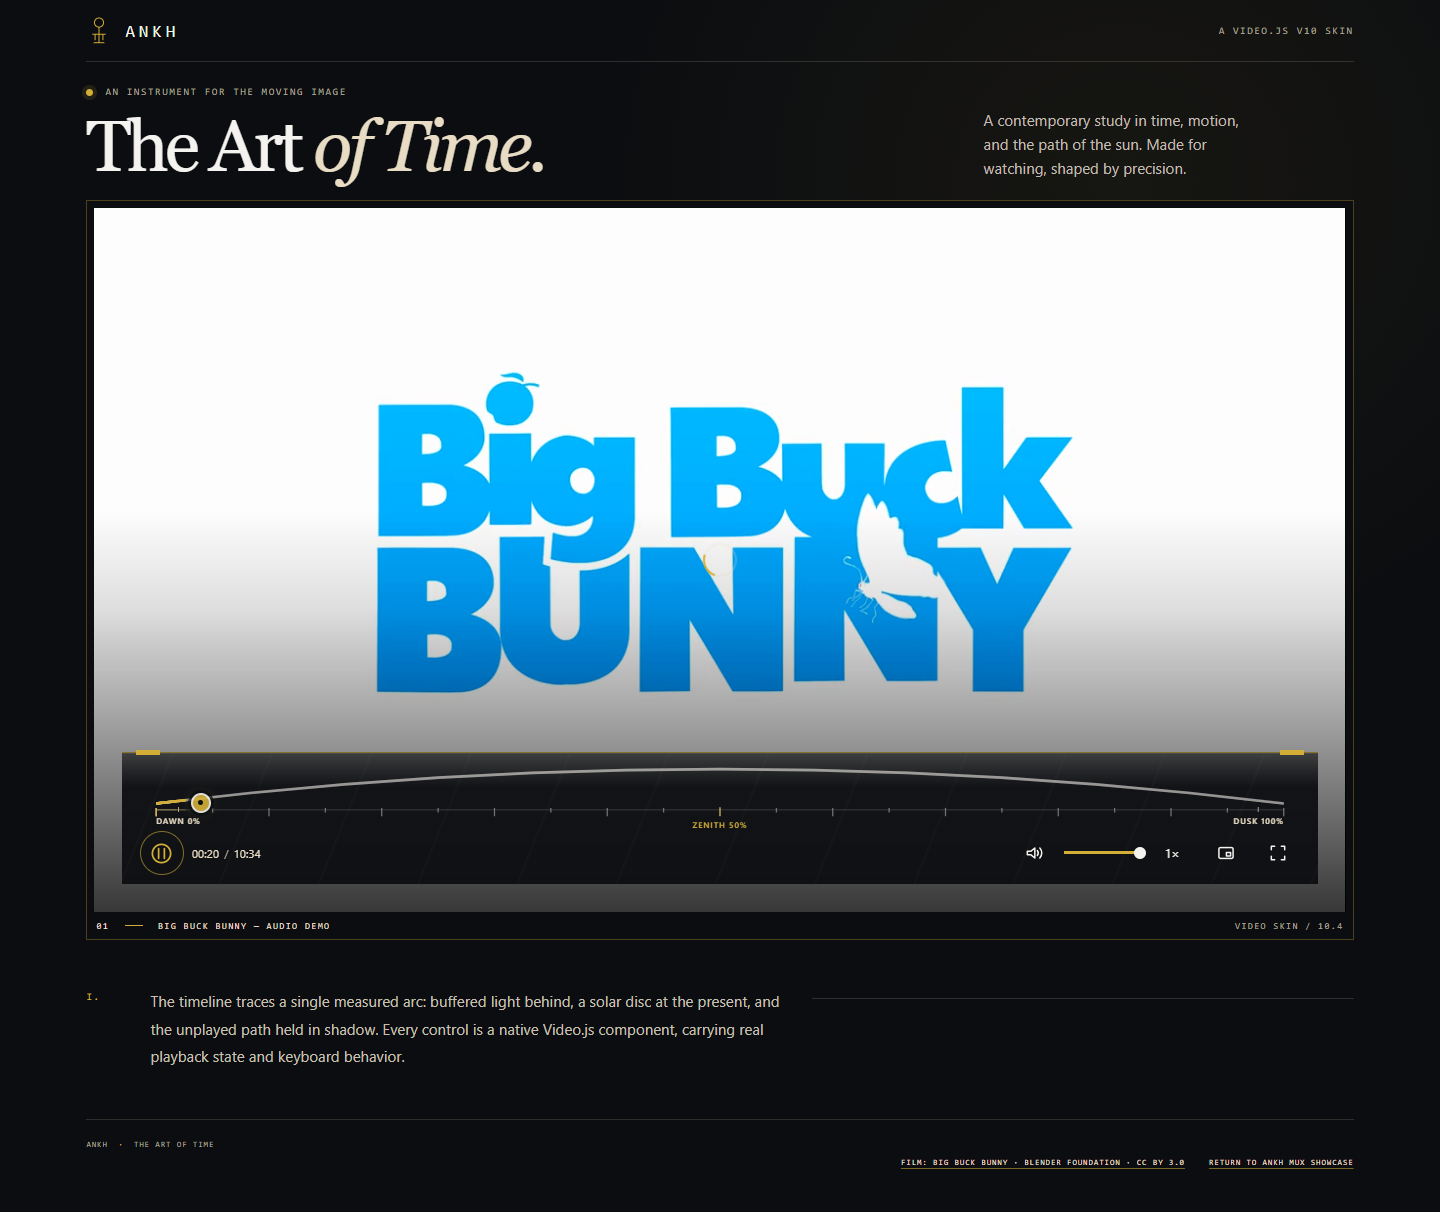 ANKH
A VIDEO.JS V10 SKIN
AN INSTRUMENT FOR THE MOVING IMAGE
The Art of Time.
A contemporary study in time, motion,
and the path of the sun. Made for
watching, shaped by precision.
Big Buck
BUNNY
DAWN 0%
ZENITH 50%
DUSK 100%
00:20 / 10:34
1×
01 — BIG BUCK BUNNY — AUDIO DEMO
VIDEO SKIN / 10.4
I.
The timeline traces a single measured arc: buffered light behind, a solar disc at the present, and
the unplayed path held in shadow. Every control is a native Video.js component, carrying real
playback state and keyboard behavior.
ANKH · THE ART OF TIME
FILM: BIG BUCK BUNNY · BLENDER FOUNDATION · CC BY 3.0
RETURN TO ANKH MUX SHOWCASE